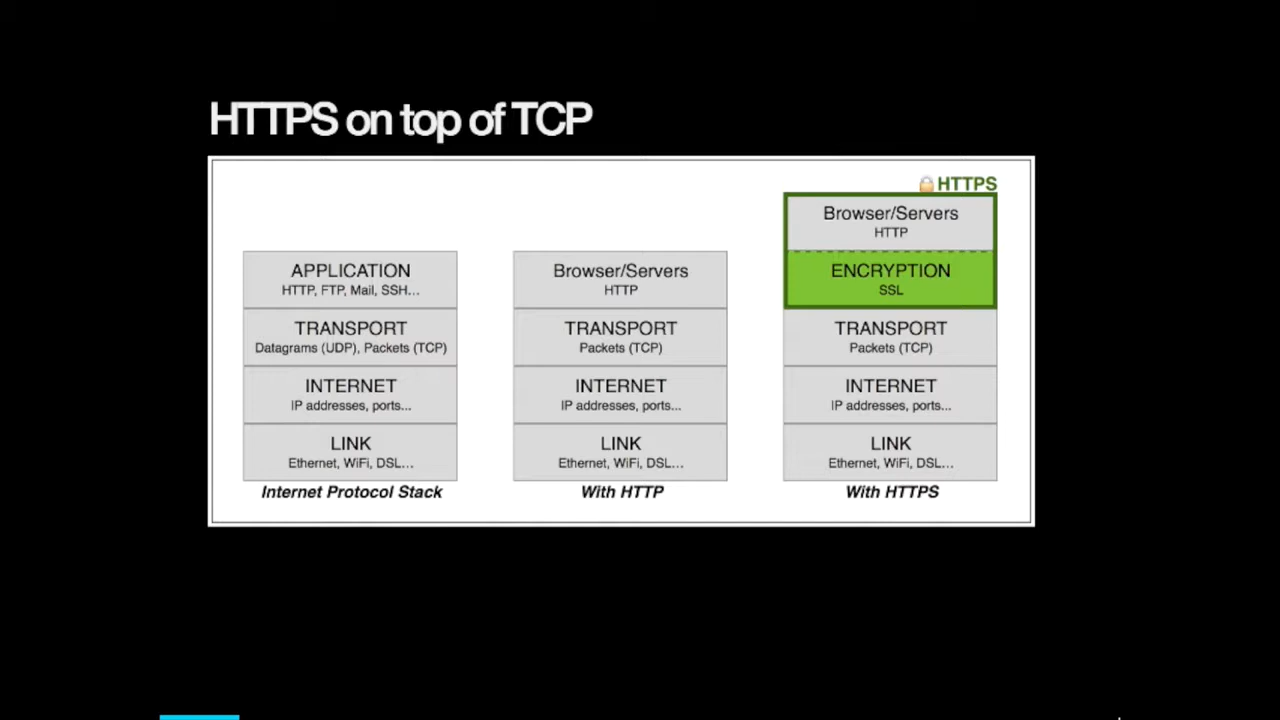 HTTPS on top of TCP
HTTPS
Browser/Servers
HTTP
ENCRYPTION
SSL
TRANSPORT
Packets (TCP)
INTERNET
IP addresses, ports...
LINK
Ethernet, WiFi, DSL...
With HTTPS
APPLICATION
HTTP, FTP, Mail, SSH...
TRANSPORT
Datagrams (UDP), Packets (TCP)
INTERNET
IP addresses, ports...
LINK
Ethernet, WiFi, DSL...
Internet Protocol Stack
Browser/Servers
HTTP
TRANSPORT
Packets (TCP)
INTERNET
IP addresses, ports...
LINK
Ethernet, WiFi, DSL...
With HTTP